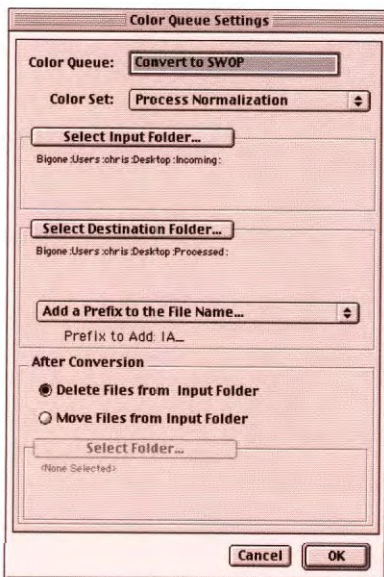 Color Queue Settings
Color Queue: Convert to SWOP
Color Set: Process Normalization
Select Input Folder...
Bigone:Users:chris:Desktop:Incoming:
Select Destination Folder...
Bigone:Users:chris:Desktop:Processed:
Add a Prefix to the File Name...
Prefix to Add: IA_
After Conversion
Delete Files from Input Folder
Move Files from Input Folder
Select Folder...
<None Selected>
Cancel OK